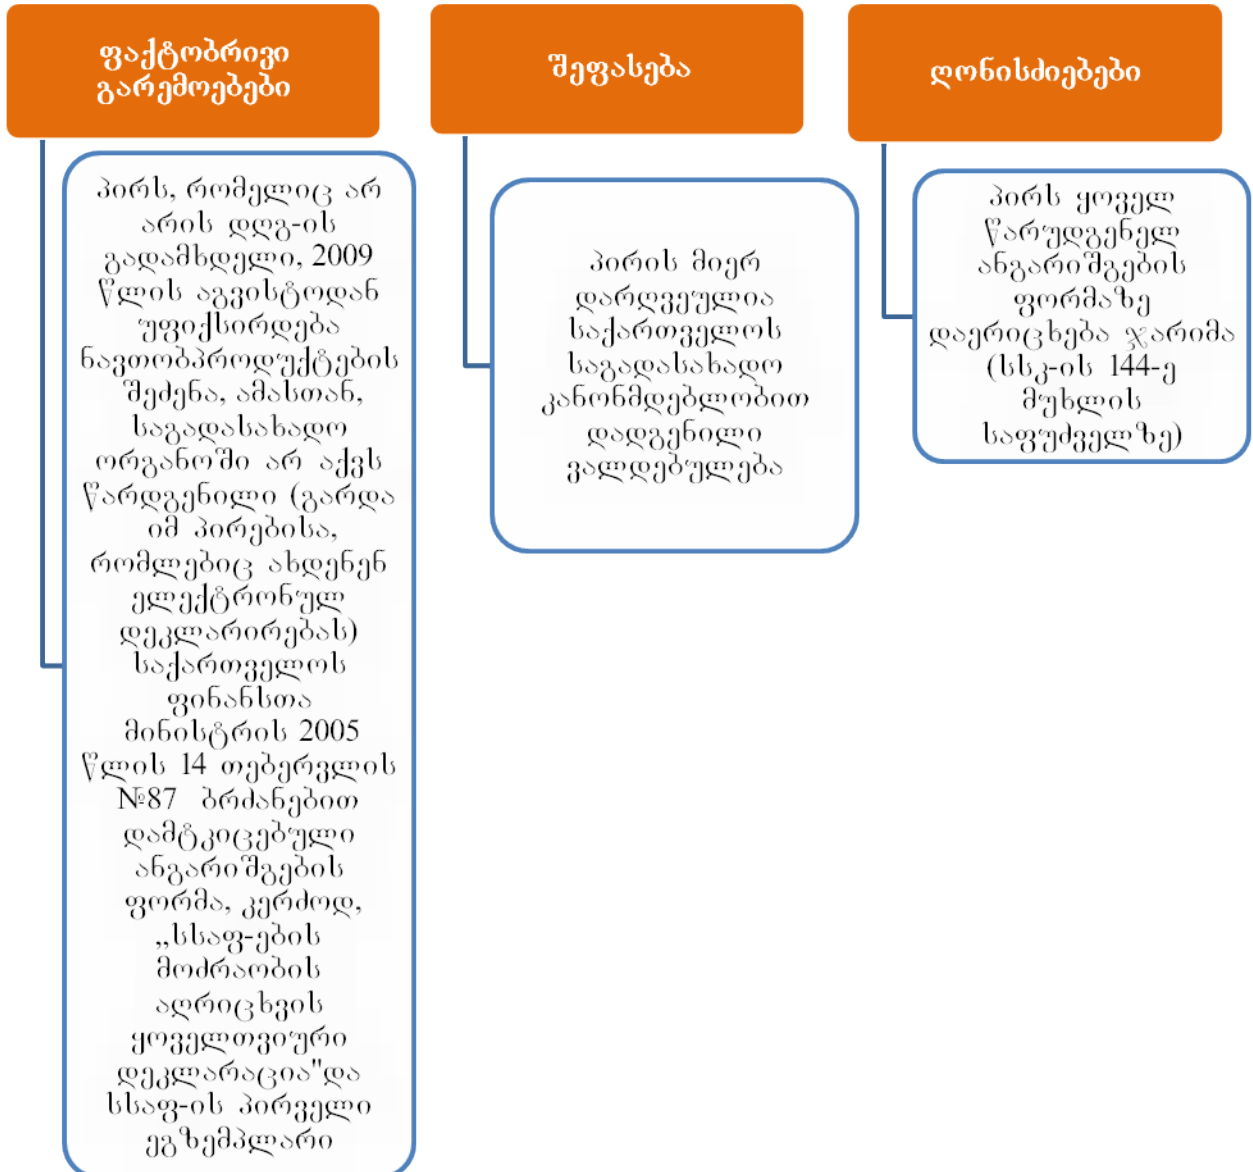 ფაქტობრივი
გარემოებები
პირს, რომელიც არ
არის დღგ-ის
გადამხდელი, 2009
წლის აგვისტოდან
უფიქსირდება
ნავთობპროდუქტების
შეძენა, ამასთან,
საგადასახადო
ორგანოში არ აქვს
წარდგენილი (გარდა
იმ პირებისა,
რომლებიც ახდენენ
ელექტრონულ
დეკლარირებას)
საქართველოს
ფინანსთა
მინისტრის 2005
წლის 14 თებერვლის
№87 ბრძანებით
დამტკიცებული
ანგარიშგების
ფორმა, კერძოდ,
„სსაფ-ების
მოძრაობის
აღრიცხვის
ყოველთვიური
დეკლარაცია"და
სსაფ-ის პირველი
ეგზემპლარი
შეფასება
პირის მიერ
დარღვეულია
საქართველოს
საგადასახადო
კანონმდებლობით
დადგენილი
ვალდებულება
ღონისძიებები
პირს ყოველ
წარუდგენელ
ანგარიშგების
ფორმაზე
დაერიცხება ჯარიმა
(სსკ-ის 144-ე
მუხლის
საფუძველზე)